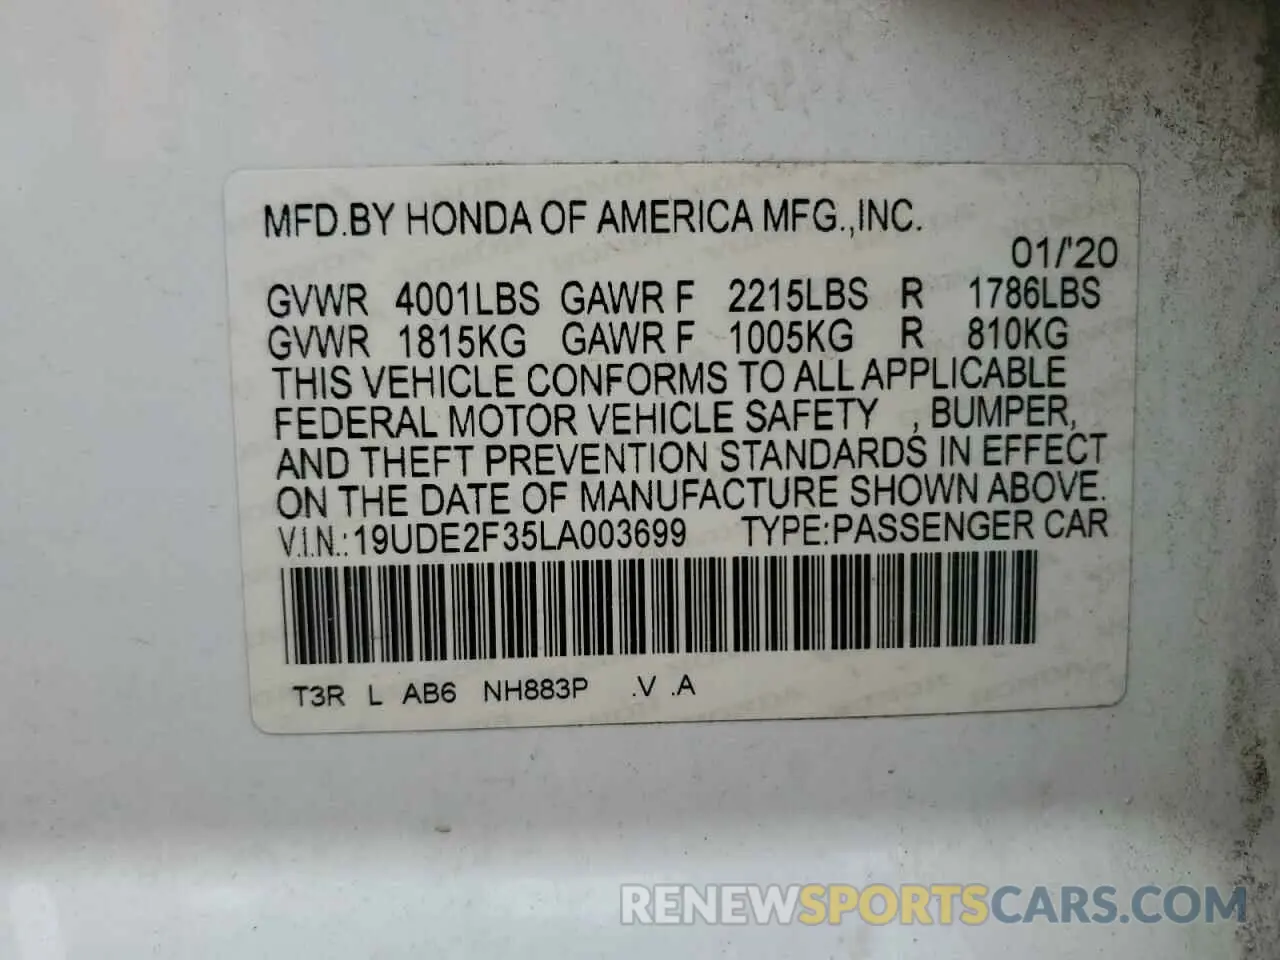 MFD.BY HONDA OF AMERICA MFG.,INC.
01/'20
GVWR 4001LBS GAWR F 2215LBS R 1786LBS
GVWR 1815KG GAWR F 1005KG R 810KG
THIS VEHICLE CONFORMS TO ALL APPLICABLE
FEDERAL MOTOR VEHICLE SAFETY , BUMPER,
AND THEFT PREVENTION STANDARDS IN EFFECT
ON THE DATE OF MANUFACTURE SHOWN ABOVE.
V.I.N.:19UDE2F35LA003699 TYPE:PASSENGER CAR
T3R L AB6 NH883P .V .A
RENEWSPORTSCARS.COM